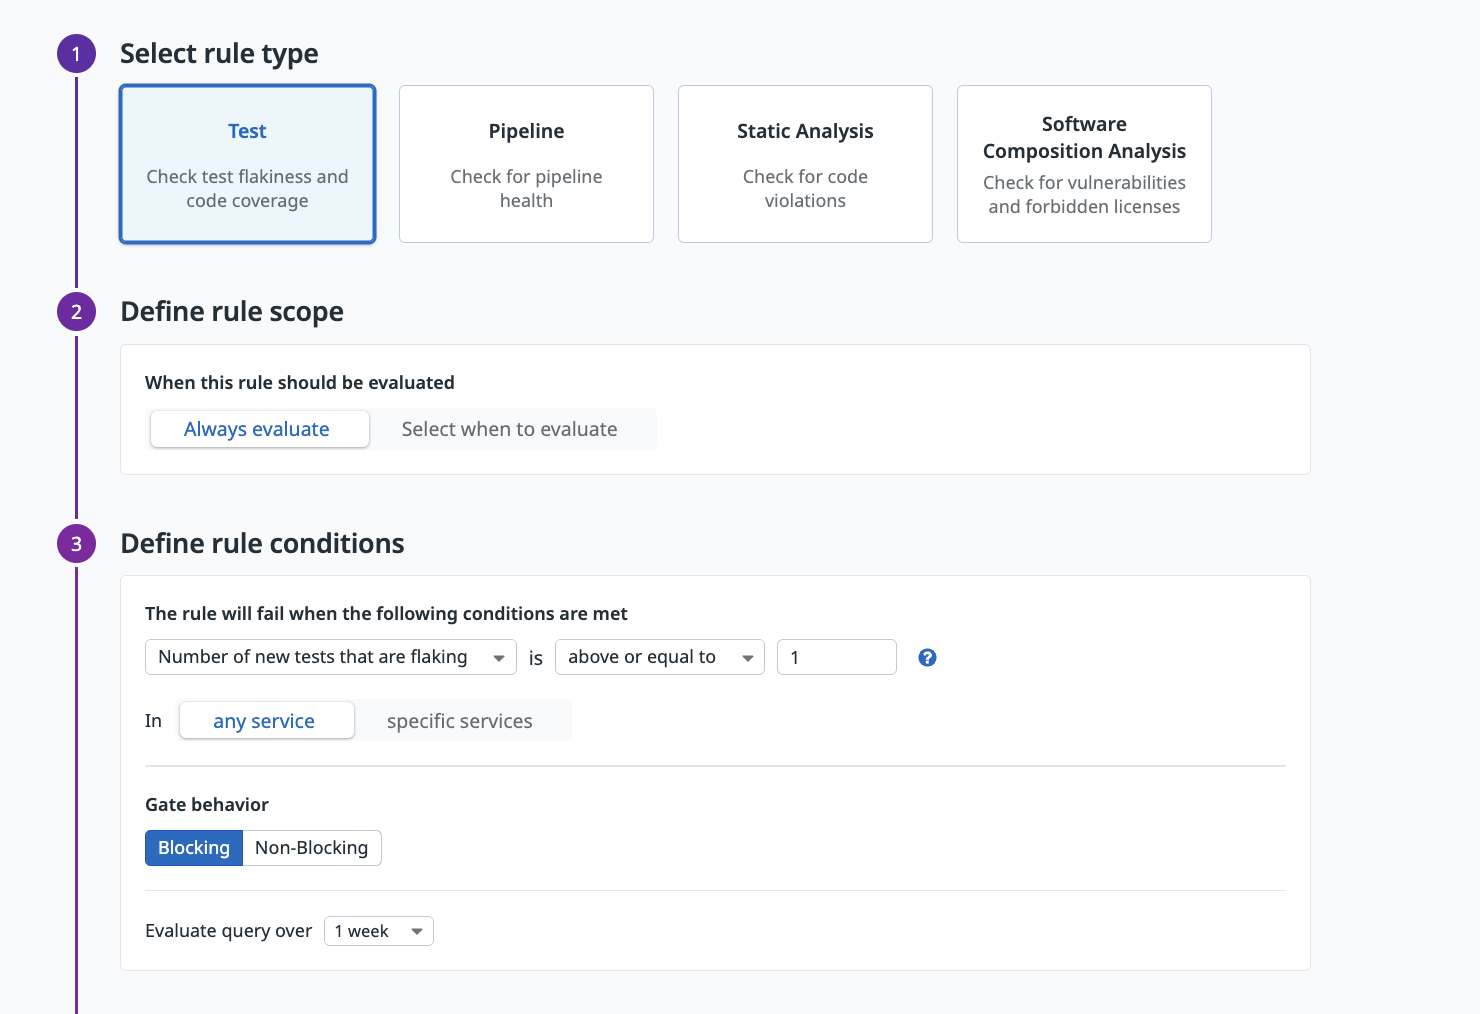 1 Select rule type
Test
Check test flakiness and
code coverage
Pipeline
Check for pipeline
health
Static Analysis
Check for code
violations
Software
Composition Analysis
Check for vulnerabilities
and forbidden licenses
2 Define rule scope
When this rule should be evaluated
Always evaluate Select when to evaluate
3 Define rule conditions
The rule will fail when the following conditions are met
Number of new tests that are flaking is above or equal to 1 ?
In any service specific services
Gate behavior
Blocking Non-Blocking
Evaluate query over 1 week